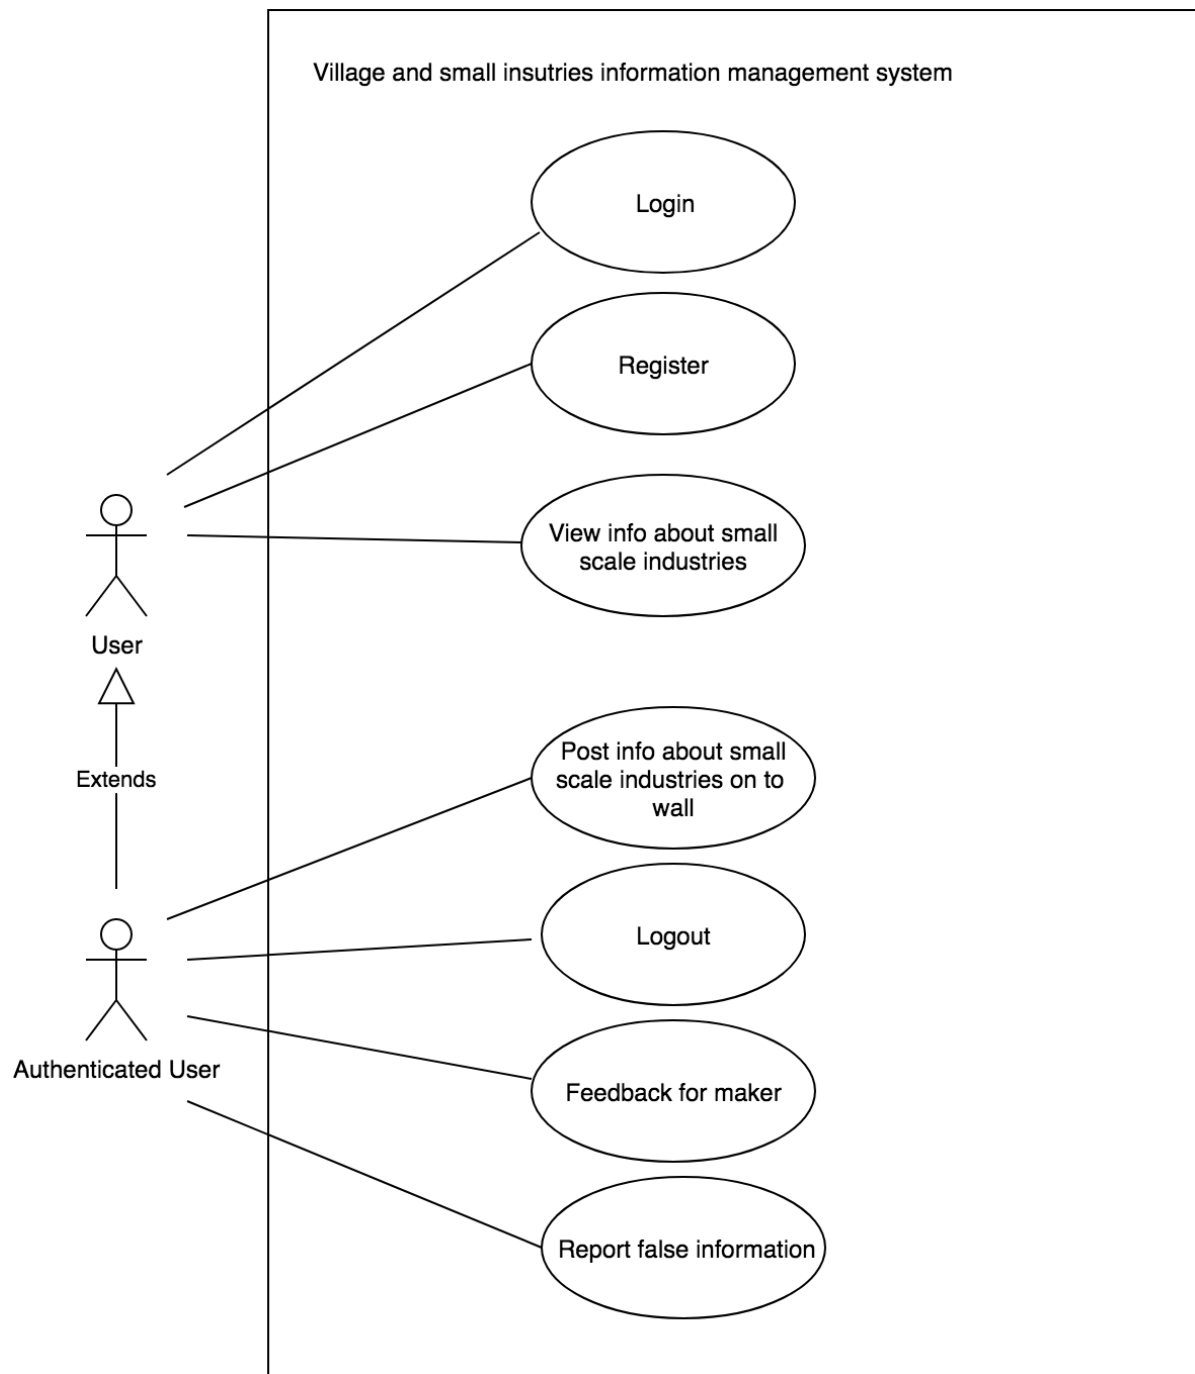 Village and small insutries information management system
Login
Register
View info about small
scale industries
User
Extends
Post info about small
scale industries on to
wall
Logout
Authenticated User
Feedback for maker
Report false information